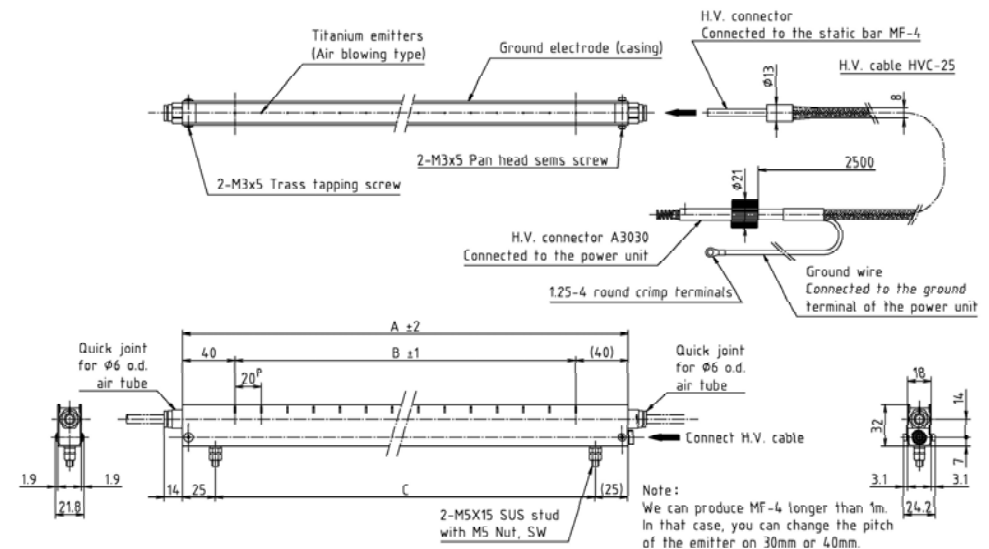 Titanium emitters
(Air blowing type)
Ground electrode (casing)
2-M3x5 Trass tapping screw
2-M3x5 Pan head sems screw
H.V. connector
Connected to the static bar MF-4
H.V. cable HVC-25
Ø13
8
2500
Ø21
H.V. connector A3030
Connected to the power unit
1.25-4 round crimp terminals
Ground wire
Connected to the ground
terminal of the power unit
A ±2
40
B ±1
(40)
20P
Quick joint
for Ø6 o.d.
air tube
Quick joint
for Ø6 o.d.
air tube
Connect H.V. cable
14
25
C
(25)
2-M5X15 SUS stud
with M5 Nut, SW
1.9
1.9
21.8
18
14
32
7
3.1
3.1
24.2
Note:
We can produce MF-4 longer than 1m.
In that case, you can change the pitch
of the emitter on 30mm or 40mm.